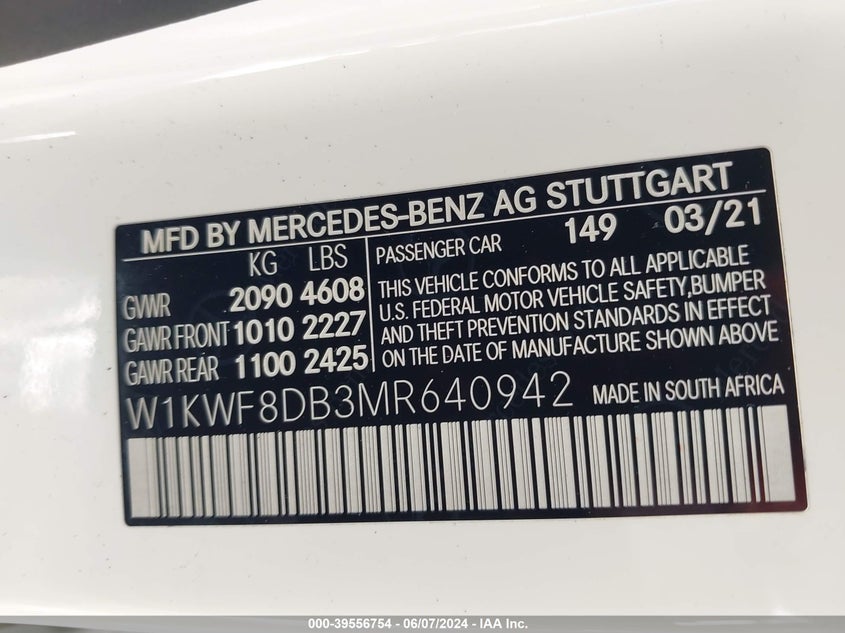 MFD BY MERCEDES-BENZ AG STUTTGART
KG LBS
GVWR 2090 4608
GAWR FRONT 1010 2227
GAWR REAR 1100 2425
PASSENGER CAR 149 03/21
THIS VEHICLE CONFORMS TO ALL APPLICABLE
U.S. FEDERAL MOTOR VEHICLE SAFETY,BUMPER
AND THEFT PREVENTION STANDARDS IN EFFECT
ON THE DATE OF MANUFACTURE SHOWN ABOVE
W1KWF8DB3MR640942 MADE IN SOUTH AFRICA
000-39556754 | 06/07/2024 - IAA Inc.